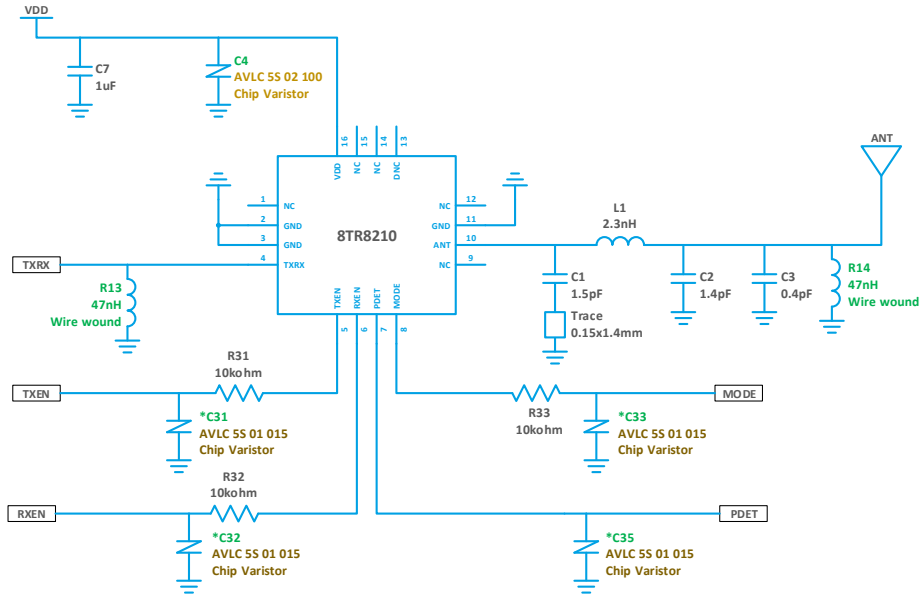 VDD
C7
1uF
C4
AVLC 5S 02 100
Chip Varistor
ANT
16
15
14
13
VDD
NC
NC
DNC
8TR8210
1
NC
2
GND
3
GND
4
TXRX
NC
12
GND
11
ANT
10
NC
9
TXEN
RXEN
PDET
MODE
5
6
7
8
L1
2.3nH
TXRX
R13
47nH
Wire wound
C1
1.5pF
Trace
0.15x1.4mm
C2
1.4pF
C3
0.4pF
R14
47nH
Wire wound
R31
10kohm
TXEN
*C31
AVLC 5S 01 015
Chip Varistor
R33
10kohm
MODE
*C33
AVLC 5S 01 015
Chip Varistor
R32
10kohm
RXEN
*C32
AVLC 5S 01 015
Chip Varistor
PDET
*C35
AVLC 5S 01 015
Chip Varistor